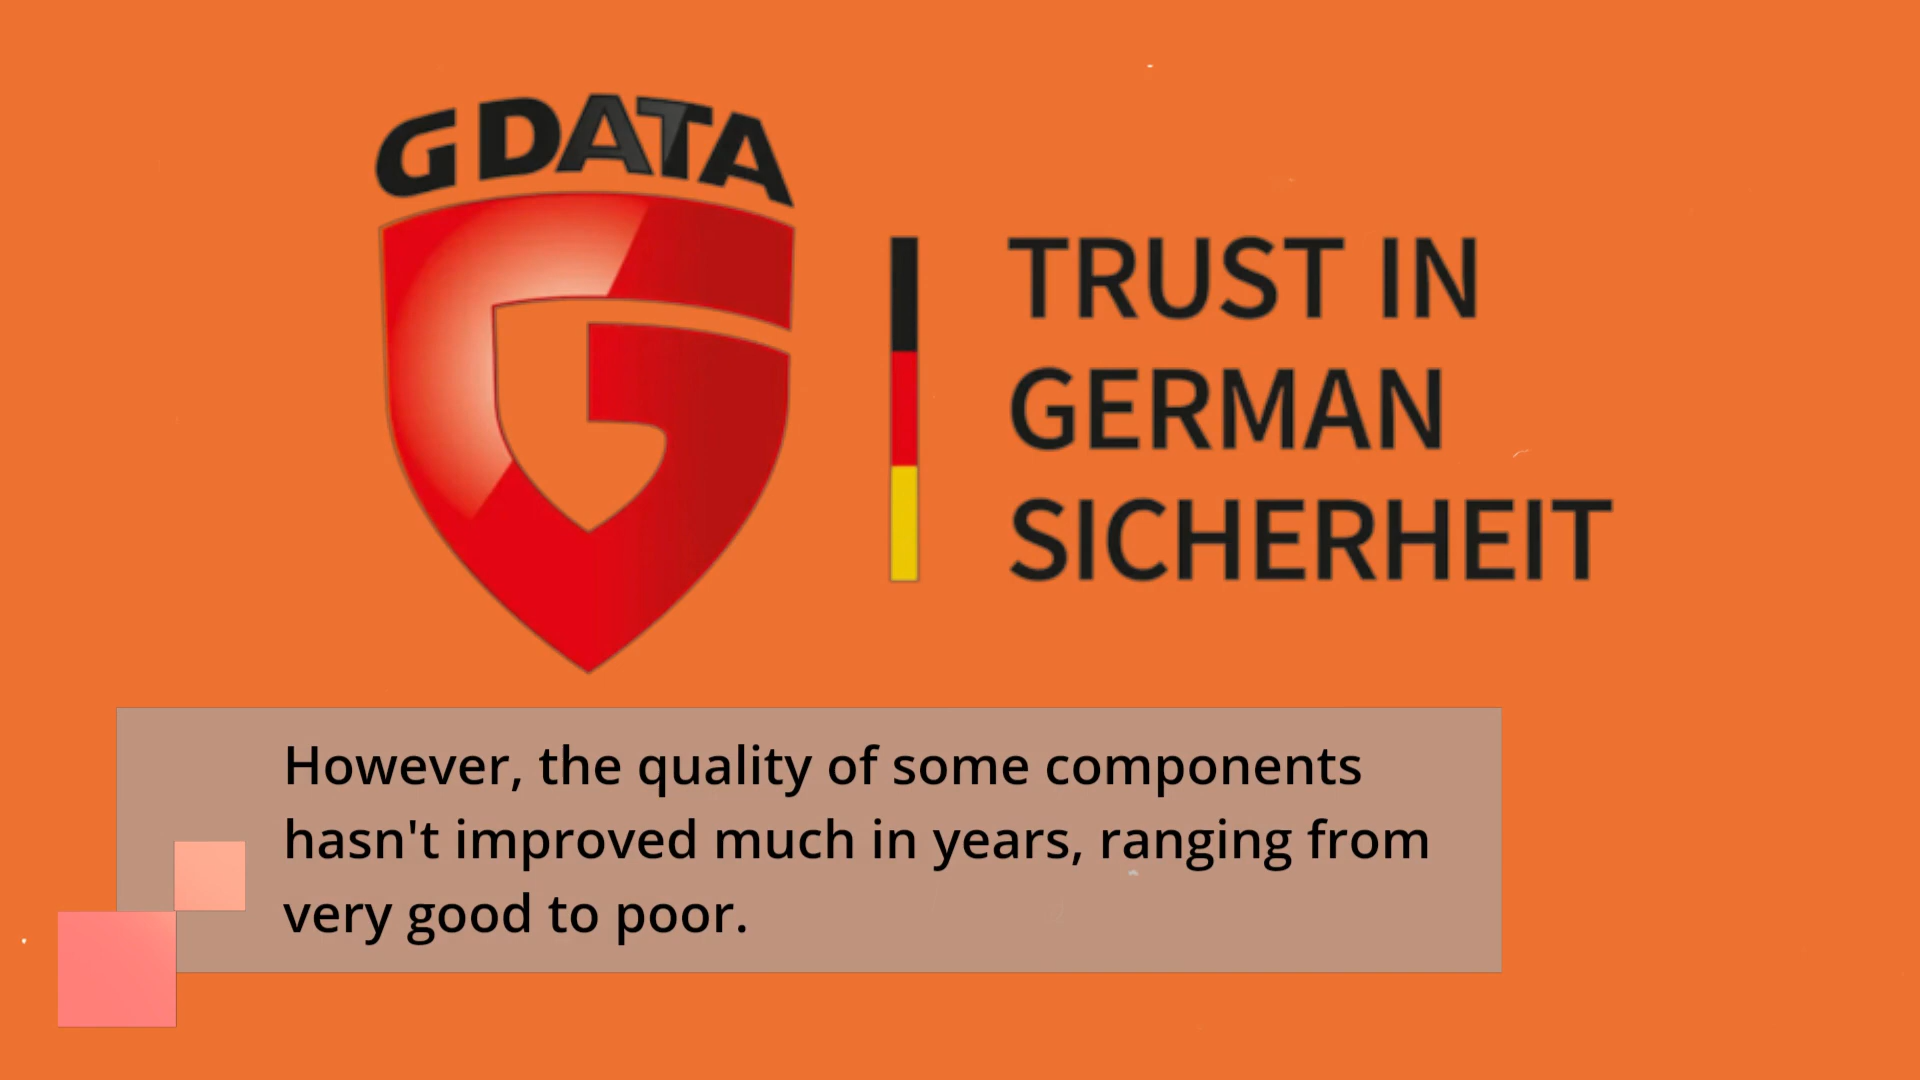 G DATA
TRUST IN
GERMAN
SICHERHEIT
However, the quality of some components
hasn't improved much in years, ranging from
very good to poor.